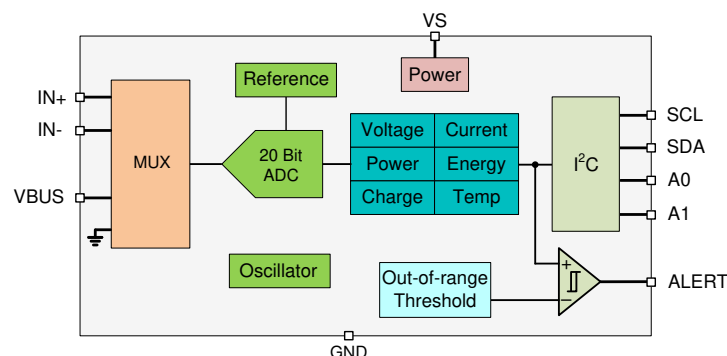 VS
Reference
Power
IN+
IN-
MUX
20 Bit
ADC
Voltage
Current
Power
Energy
Charge
Temp
I²C
SCL
SDA
A0
A1
VBUS
Oscillator
Out-of-range
Threshold
+
−
ALERT
GND